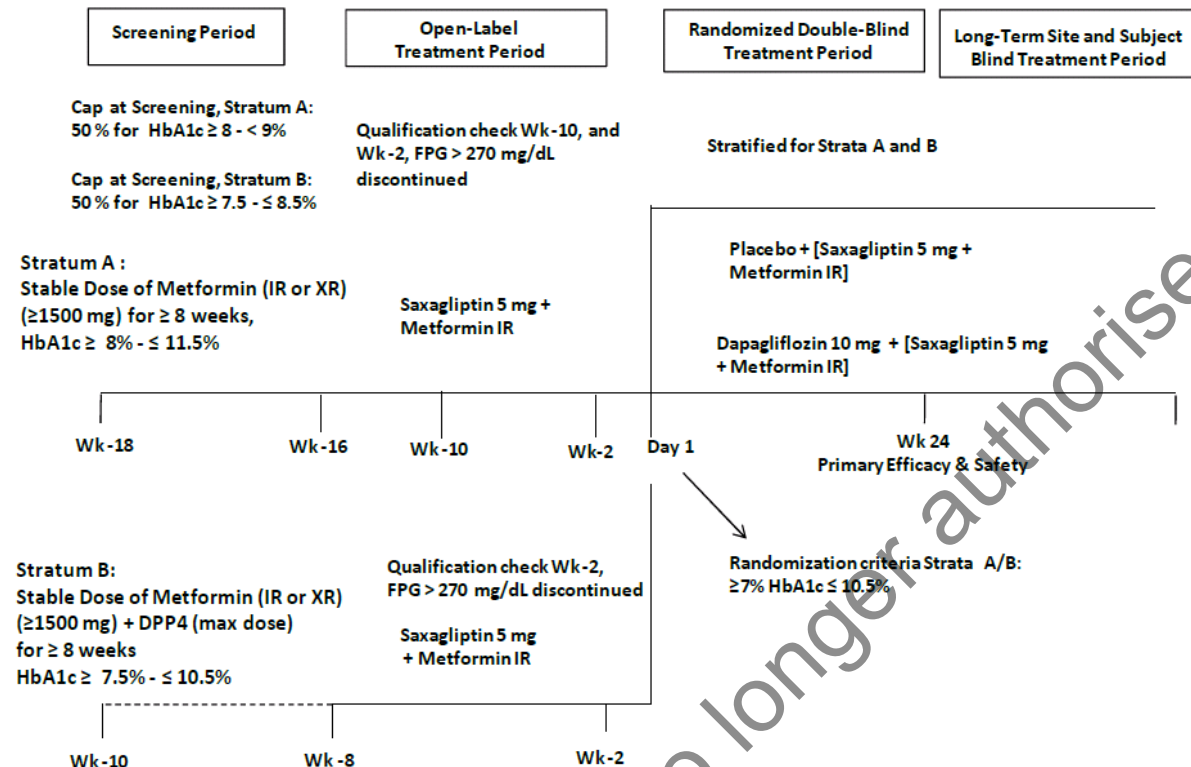 Screening Period
Open-Label
Treatment Period
Randomized Double-Blind
Treatment Period
Long-Term Site and Subject
Blind Treatment Period
Cap at Screening, Stratum A:
50 % for HbA1c ≥ 8 - < 9%
Cap at Screening, Stratum B:
50 % for HbA1c ≥ 7.5 - ≤ 8.5%
Qualification check Wk -10, and
Wk -2, FPG > 270 mg/dL
discontinued
Stratified for Strata A and B
Stratum A :
Stable Dose of Metformin (IR or XR)
(≥1500 mg) for ≥ 8 weeks,
HbA1c ≥ 8% - ≤ 11.5%
Saxagliptin 5 mg +
Metformin IR
Placebo + [Saxagliptin 5 mg +
Metformin IR]
Dapagliflozin 10 mg + [Saxagliptin 5 mg
+ Metformin IR]
Wk -18
Wk -16
Wk -10
Wk-2
Day 1
Wk 24
Primary Efficacy & Safety
Stratum B:
Stable Dose of Metformin (IR or XR)
(≥1500 mg) + DPP4 (max dose)
for ≥ 8 weeks
HbA1c ≥ 7.5% - ≤ 10.5%
Qualification check Wk -2,
FPG > 270 mg/dL discontinued
Saxagliptin 5 mg
+ Metformin IR
Randomization criteria Strata A/B:
≥7% HbA1c ≤ 10.5%
Wk -10
Wk -8
Wk -2
longer authorise